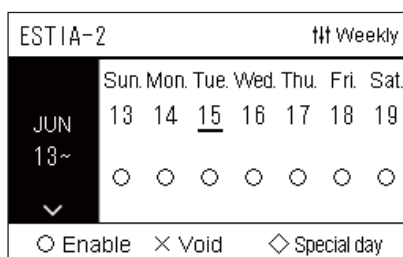 ESTIA-2 Weekly
Sun. Mon. Tue. Wed. Thu. Fri. Sat.
JUN 13~
13 14 15 16 17 18 19
○ ○ ○ ○ ○ ○ ○
○ Enable × Void ◇ Special day